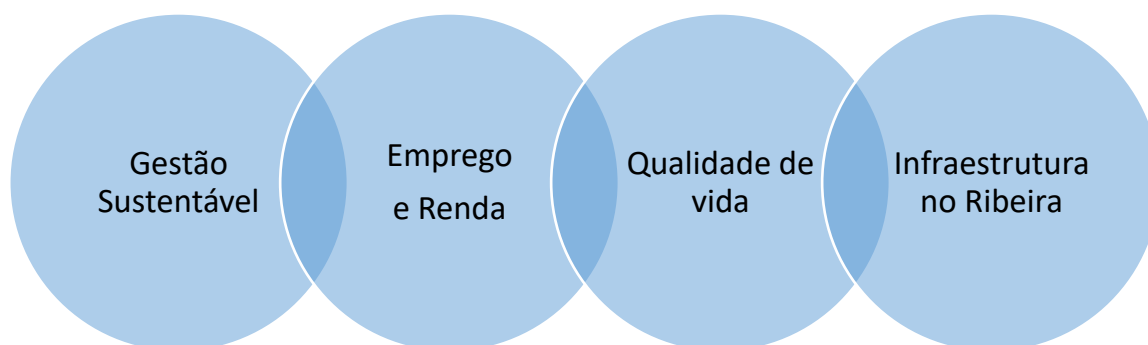 Gestão
Sustentável
Emprego
e Renda
Qualidade de
vida
Infraestrutura
no Ribeira